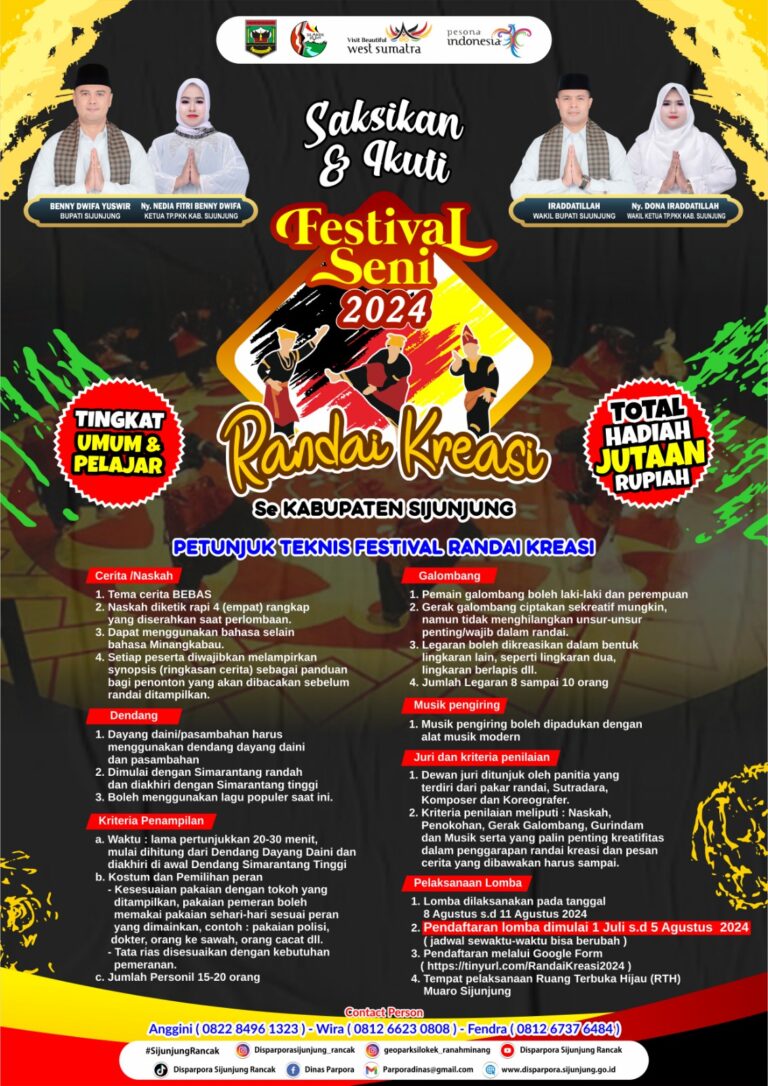 Visit Beautiful
west sumatra
pesona
indonesia
Saksikan
& Ikuti
BENNY DWIFA YUSWIR
BUPATI SIJUNJUNG
Ny. NEDIA FITRI BENNY DWIFA
KETUA TP.PKK KAB. SIJUNJUNG
IRADDATILLAH
WAKIL BUPATI SIJUNJUNG
Ny. DONA IRADDATILLAH
WAKIL KETUA TP.PKK KAB. SIJUNJUNG
Festival
Seni
2024
Randai Kreasi
Se KABUPATEN SIJUNJUNG
TINGKAT
UMUM &
PELAJAR
TOTAL
HADIAH
JUTAAN
RUPIAH
PETUNJUK TEKNIS FESTIVAL RANDAI KREASI
Cerita /Naskah
1. Tema cerita BEBAS
2. Naskah diketik rapi 4 (empat) rangkap
yang diserahkan saat perlombaan.
3. Dapat menggunakan bahasa selain
bahasa Minangkabau.
4. Setiap peserta diwajibkan melampirkan
synopsis (ringkasan cerita) sebagai panduan
bagi penonton yang akan dibacakan sebelum
randai ditampilkan.
Dendang
1. Dayang daini/pasambahan harus
menggunakan dendang dayang daini
dan pasambahan
2. Dimulai dengan Simarantang randah
dan diakhiri dengan Simarantang tinggi
3. Boleh menggunakan lagu populer saat ini.
Kriteria Penampilan
a. Waktu : lama pertunjukkan 20-30 menit,
mulai dihitung dari Dendang Dayang Daini dan
diakhiri di awal Dendang Simarantang Tinggi
b. Kostum dan Pemilihan peran
- Kesesuaian pakaian dengan tokoh yang
ditampilkan, pakaian pemeran boleh
memakai pakaian sehari-hari sesuai peran
yang dimainkan, contoh : pakaian polisi,
dokter, orang ke sawah, orang cacat dll.
- Tata rias disesuaikan dengan kebutuhan
pemeranan.
c. Jumlah Personil 15-20 orang
Galombang
1. Pemain galombang boleh laki-laki dan perempuan
2. Gerak galombang ciptakan sekreatif mungkin,
namun tidak menghilangkan unsur-unsur
penting/wajib dalam randai.
3. Legaran boleh dikreasikan dalam bentuk
lingkaran lain, seperti lingkaran dua,
lingkaran berlapis dll.
4. Jumlah Legaran 8 sampai 10 orang
Musik pengiring
1. Musik pengiring boleh dipadukan dengan
alat musik modern
Juri dan kriteria penilaian
1. Dewan juri ditunjuk oleh panitia yang
terdiri dari pakar randai, Sutradara,
Komposer dan Koreografer.
2. Kriteria penilaian meliputi : Naskah,
Penokohan, Gerak Galombang, Gurindam
dan Musik serta yang palin penting kreatifitas
dalam penggarapan randai kreasi dan pesan
cerita yang dibawakan harus sampai.
Pelaksanaan Lomba
1. Lomba dilaksanakan pada tanggal
8 Agustus s.d 11 Agustus 2024
2. Pendaftaran lomba dimulai 1 Juli s.d 5 Agustus 2024
( jadwal sewaktu-waktu bisa berubah )
3. Pendaftaran melalui Google Form
( https://tinyurl.com/RandaiKreasi2024 )
4. Tempat pelaksanaan Ruang Terbuka Hijau (RTH)
Muaro Sijunjung
Contact Person
Anggini ( 0822 8496 1323 ) - Wira ( 0812 6623 0808 ) - Fendra ( 0812 6737 6484 )
#SijunjungRancak Disparporasijunjung_rancak geoparksilokek_ranahminang Disparpora Sijunjung Rancak
Disparpora Sijunjung Rancak Dinas Parpora Parporadinas@gmail.com www.disparpora.sijunjung.go.id